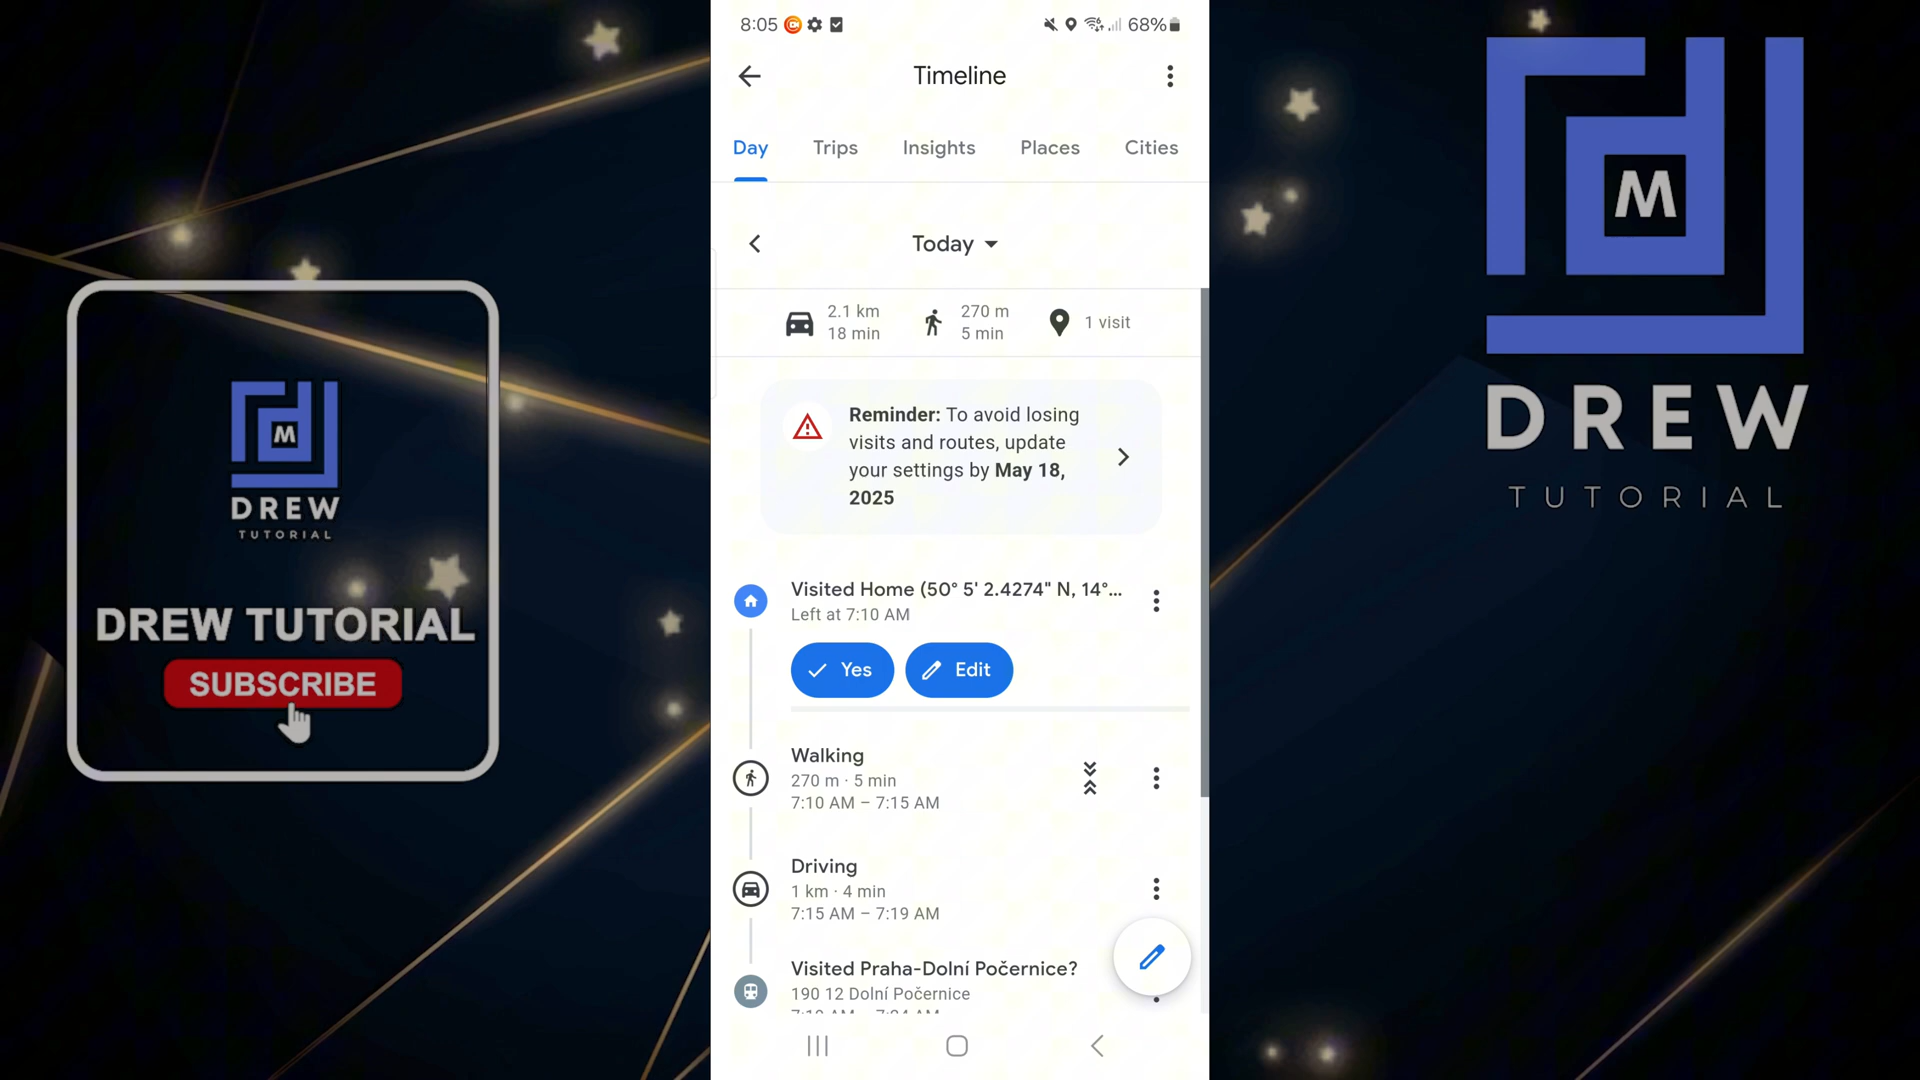 8:05
68%
Timeline
Day
Trips
Insights
Places
Cities
Today
2.1 km
18 min
270 m
5 min
1 visit
Reminder: To avoid losing
visits and routes, update
your settings by May 18,
2025
Visited Home (50° 5' 2.4274" N, 14°...
Left at 7:10 AM
Yes
Edit
Walking
270 m · 5 min
7:10 AM – 7:15 AM
Driving
1 km · 4 min
7:15 AM – 7:19 AM
Visited Praha-Dolní Počernice?
190 12 Dolní Počernice
M
DREW
TUTORIAL
DREW TUTORIAL
SUBSCRIBE
M
DREW
TUTORIAL